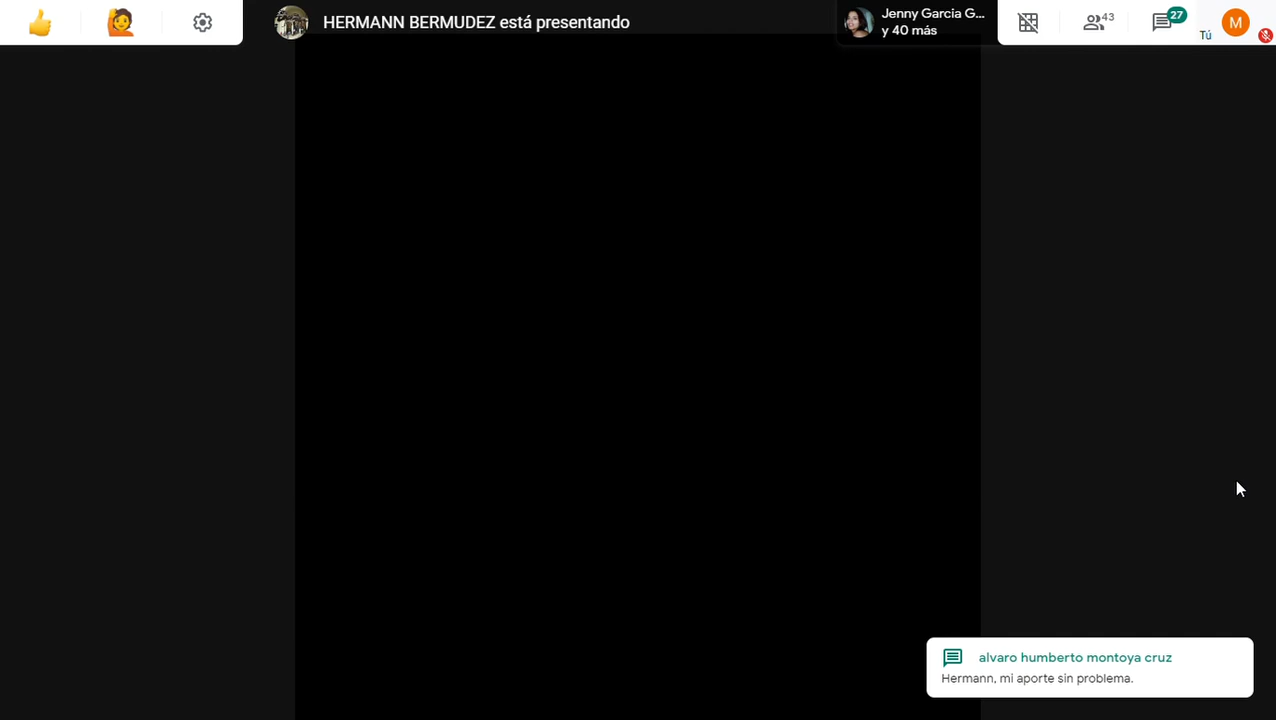 HERMANN BERMUDEZ está presentando
Jenny Garcia G...
y 40 más
43
27
Tú
M
alvaro humberto montoya cruz
Hermann, mi aporte sin problema.